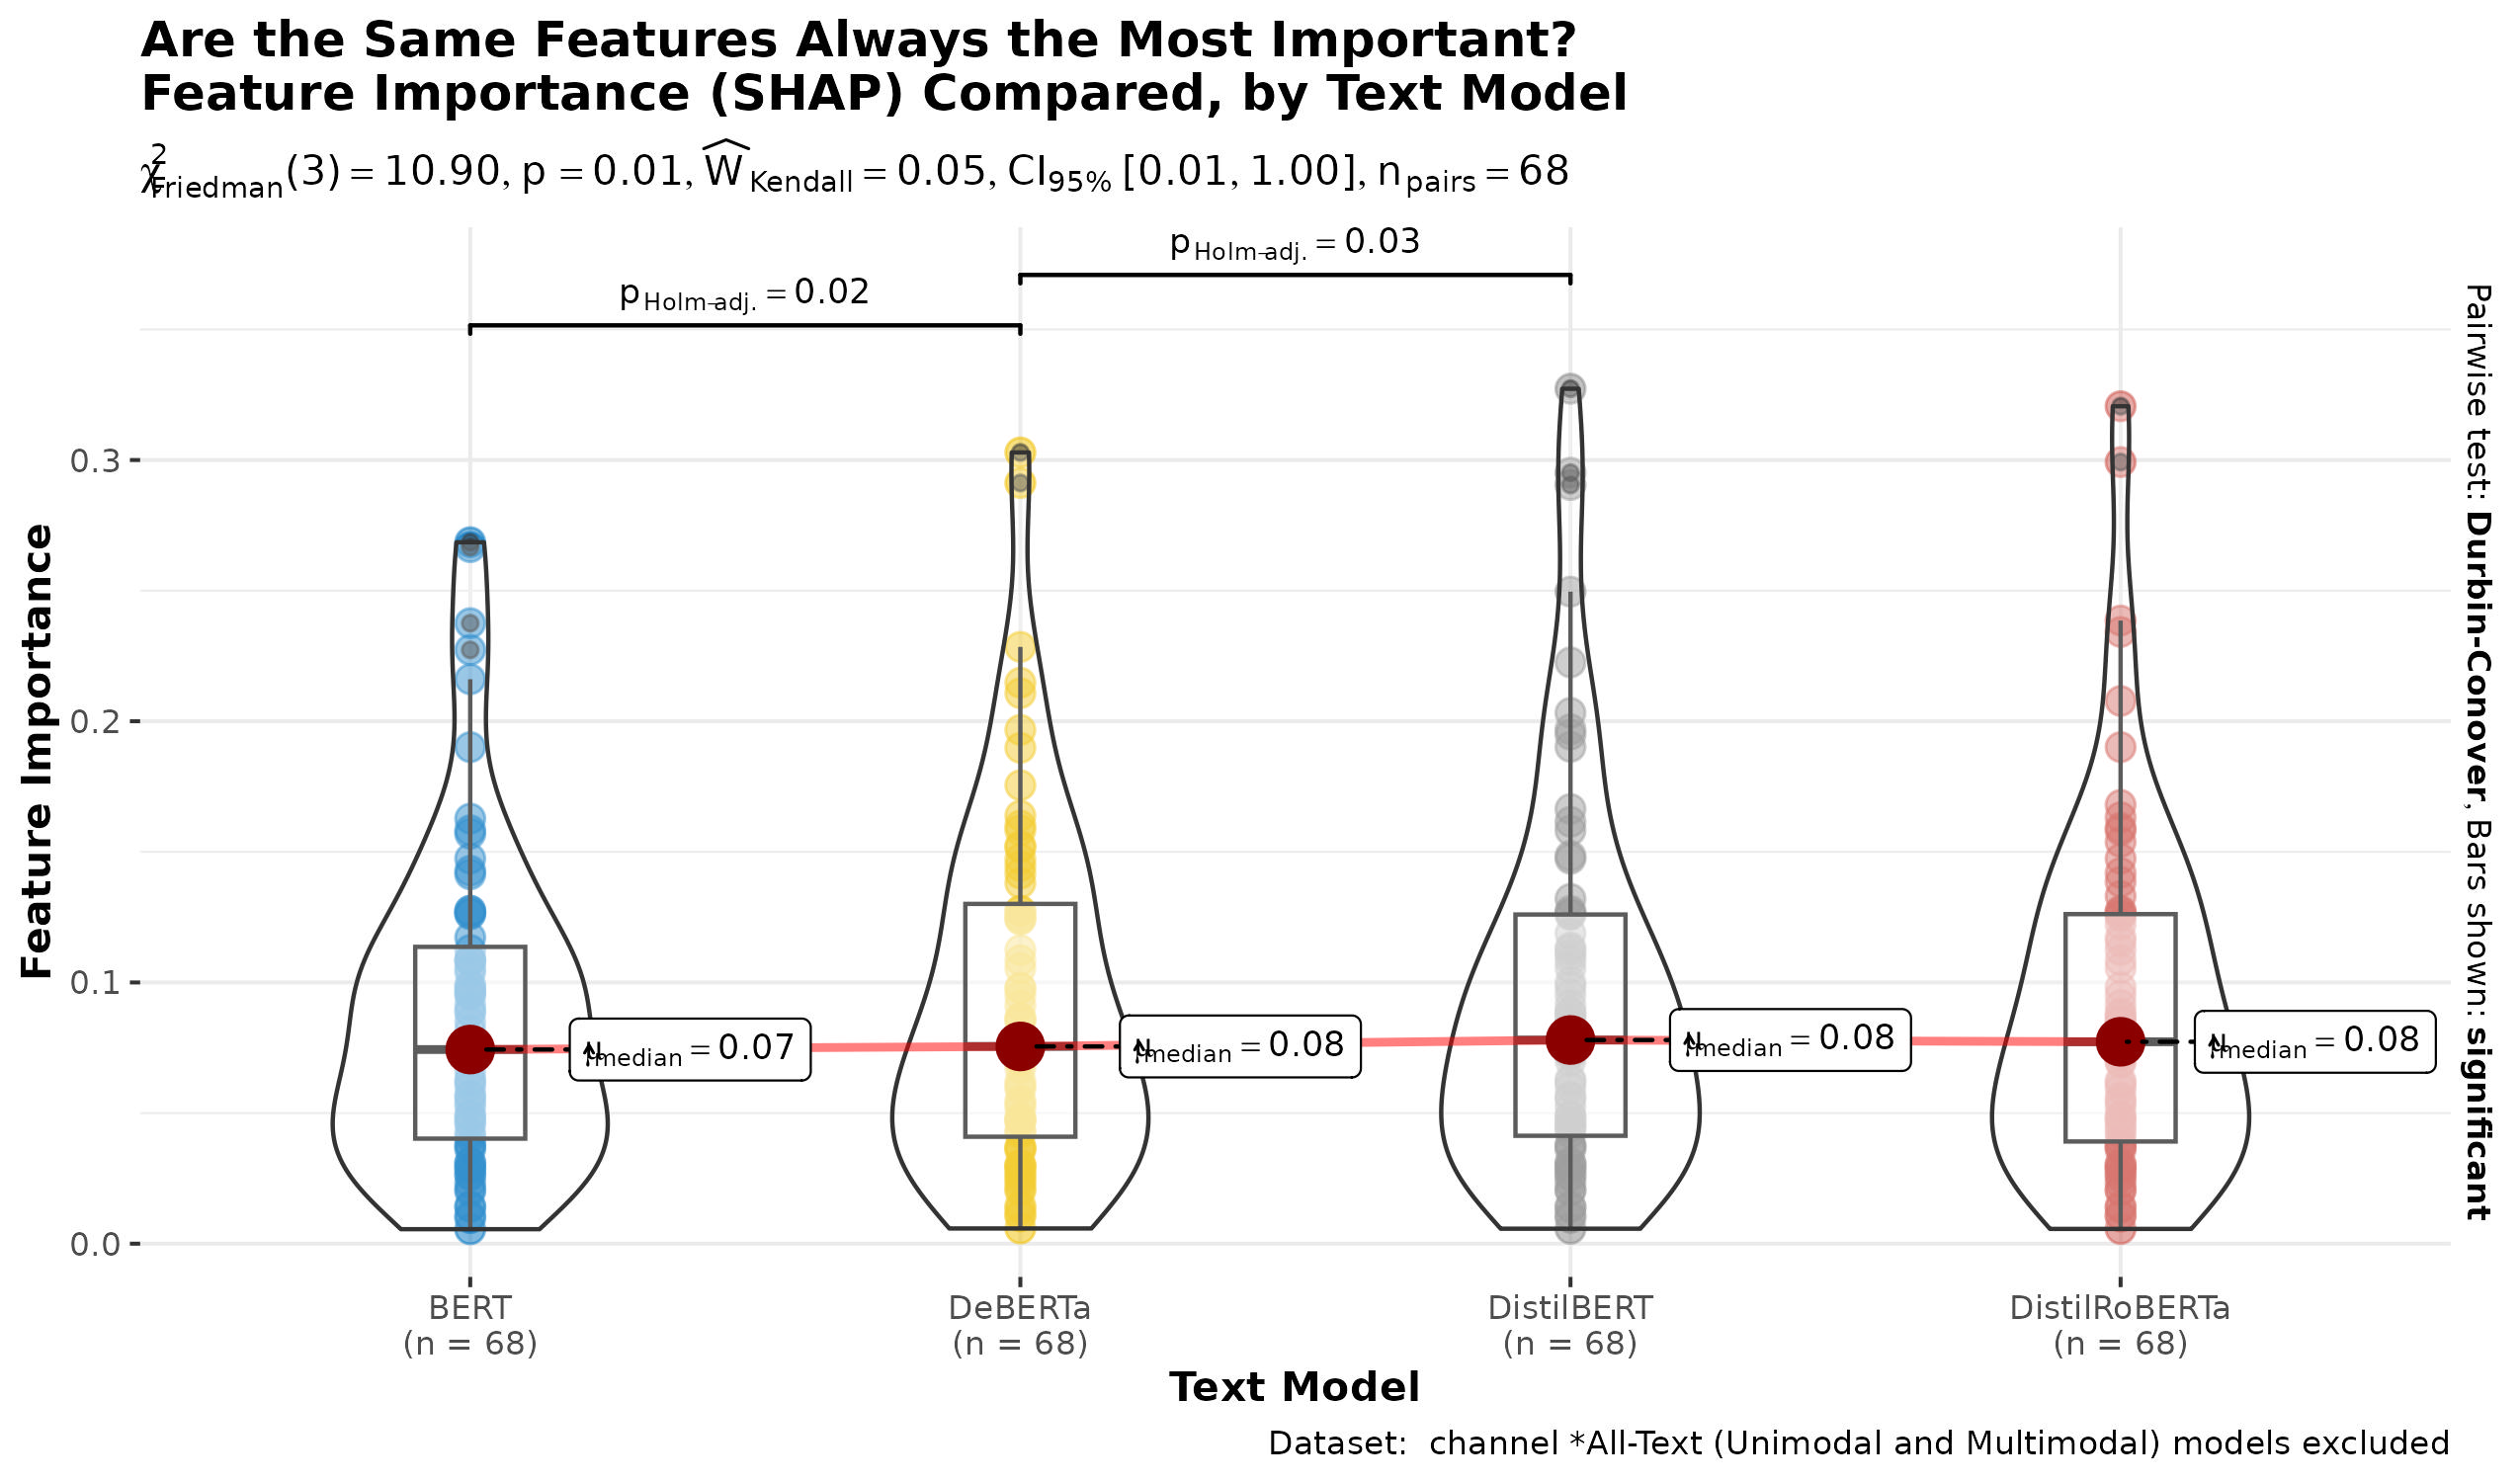 Are the Same Features Always the Most Important?
Feature Importance (SHAP) Compared, by Text Model
χ²Friedman(3) = 10.90, p = 0.01, ŴKendall = 0.05, CI95% [0.01, 1.00], npairs = 68
pHolm-adj. = 0.03
pHolm-adj. = 0.02
Feature Importance
0.3
0.2
0.1
0.0
μ̂median = 0.07
μ̂median = 0.08
μ̂median = 0.08
μ̂median = 0.08
Pairwise test: Durbin-Conover, Bars shown: significant
BERT
(n = 68)
DeBERTa
(n = 68)
DistilBERT
(n = 68)
DistilRoBERTa
(n = 68)
Text Model
Dataset:  channel *All-Text (Unimodal and Multimodal) models excluded